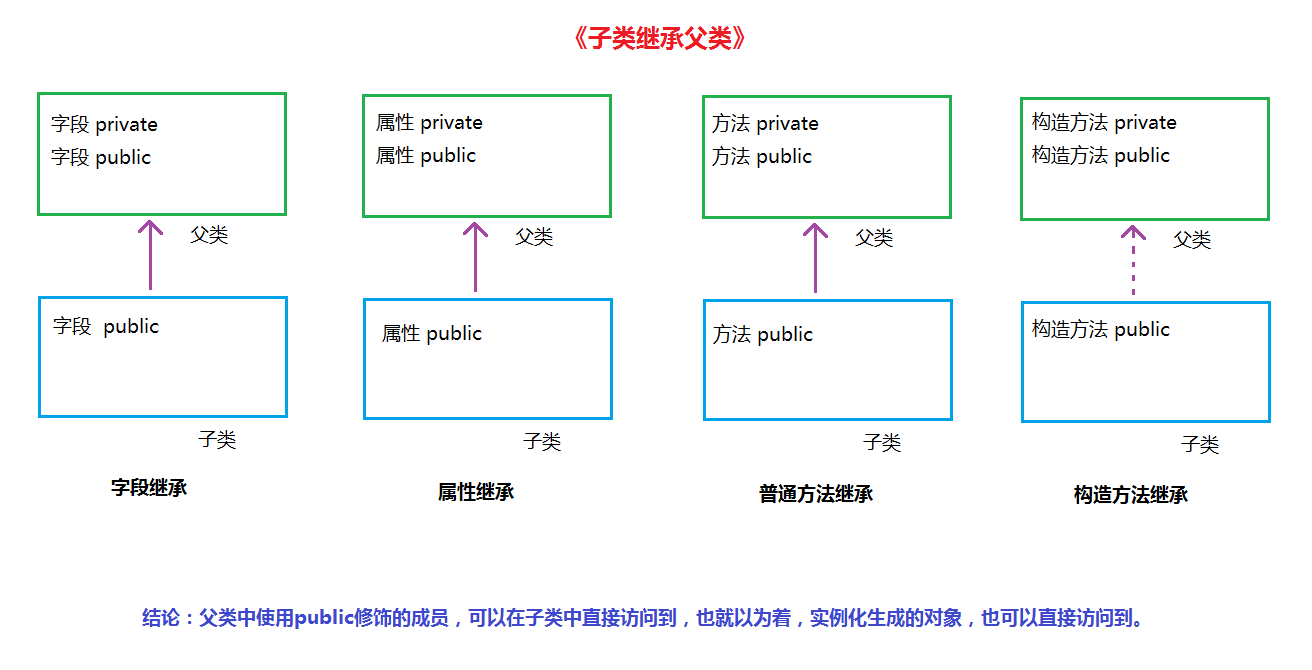 《子类继承父类》
字段 private
字段 public
父类
字段 public
子类
字段继承
属性 private
属性 public
父类
属性 public
子类
属性继承
方法 private
方法 public
父类
方法 public
子类
普通方法继承
构造方法 private
构造方法 public
父类
构造方法 public
子类
构造方法继承
结论：父类中使用public修饰的成员，可以在子类中直接访问到，也就以为着，实例化生成的对象，也可以直接访问到。